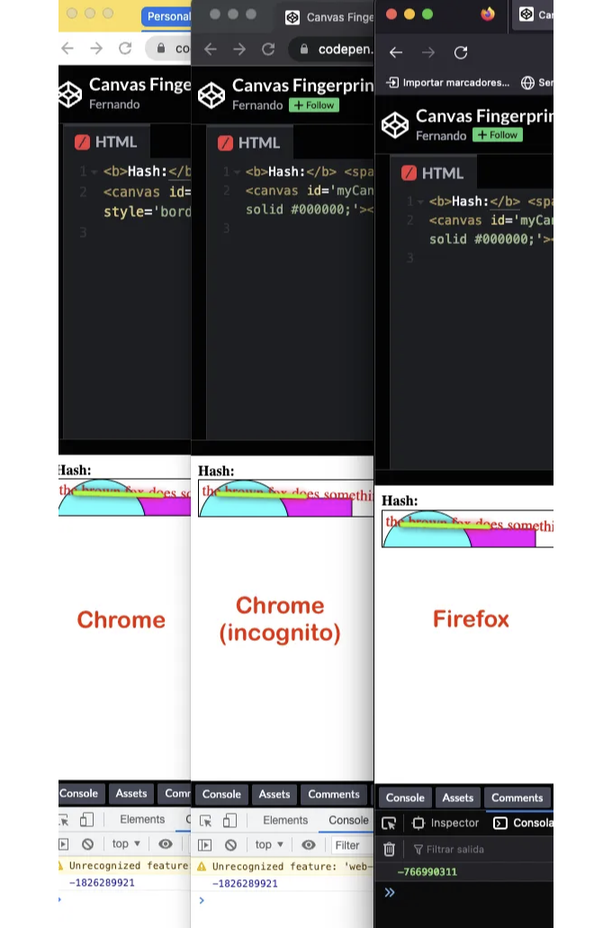 Personal
co
Canvas Finge
Fernando
HTML
1 <b>Hash:</b
2 <canvas id=
style='bord
3
Console Assets Comm
Elements
top
Unrecognized feature
-1826289921
Hash:
the brown fox does so
Chrome
Canvas Finge
codepen.
Canvas Fingerprin
Fernando + Follow
HTML
1 <b>Hash:</b> <spa
2 <canvas id='myCan
solid #000000;'><
3
Hash:
the brown fox does somethi
Chrome
(incognito)
Console Assets Comments
Elements Console
top Filter
Unrecognized feature: 'web-
-1826289921
Ca
Importar marcadores... Ser
Canvas Fingerprin
Fernando + Follow
HTML
1 <b>Hash:</b> <spa
2 <canvas id='myCa
solid #000000;'><
3
Hash:
the brown fox does somethi
Firefox
Console Assets Comments
Inspector Consola
Filtrar salida
-766990311